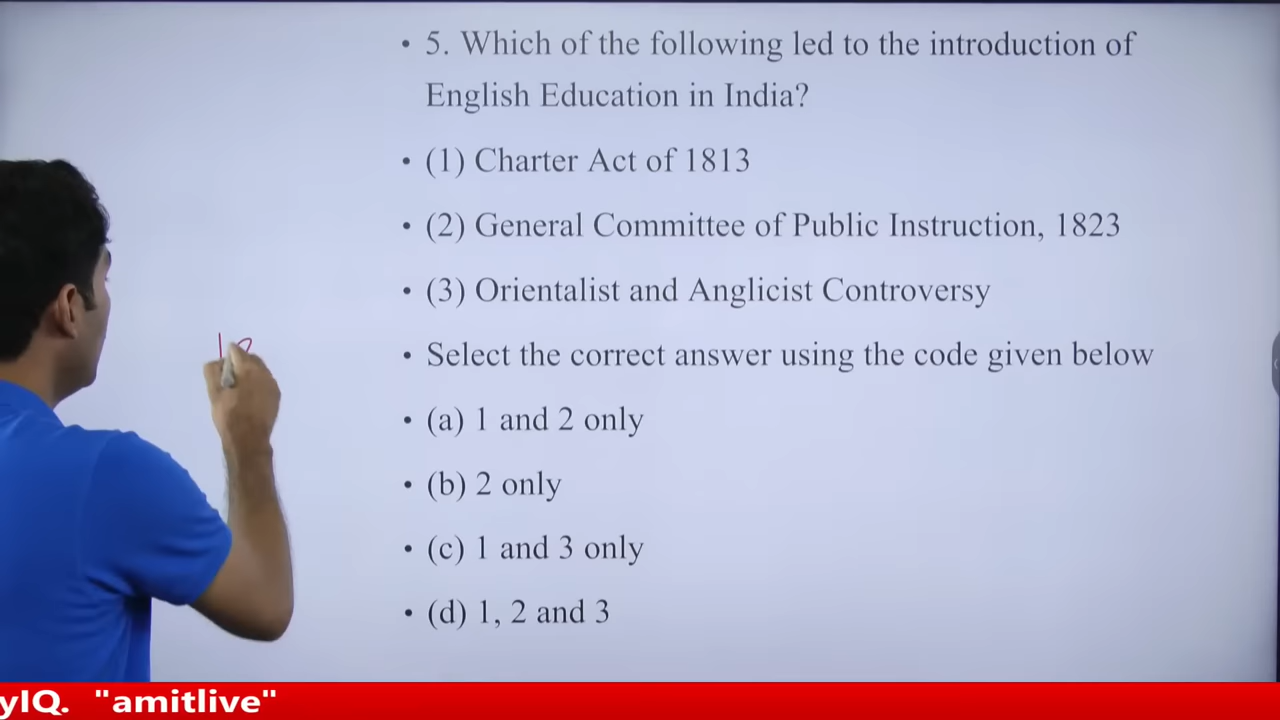 • 5. Which of the following led to the introduction of
English Education in India?
• (1) Charter Act of 1813
• (2) General Committee of Public Instruction, 1823
• (3) Orientalist and Anglicist Controversy
18
• Select the correct answer using the code given below
• (a) 1 and 2 only
• (b) 2 only
• (c) 1 and 3 only
• (d) 1, 2 and 3
yIQ. "amitlive"